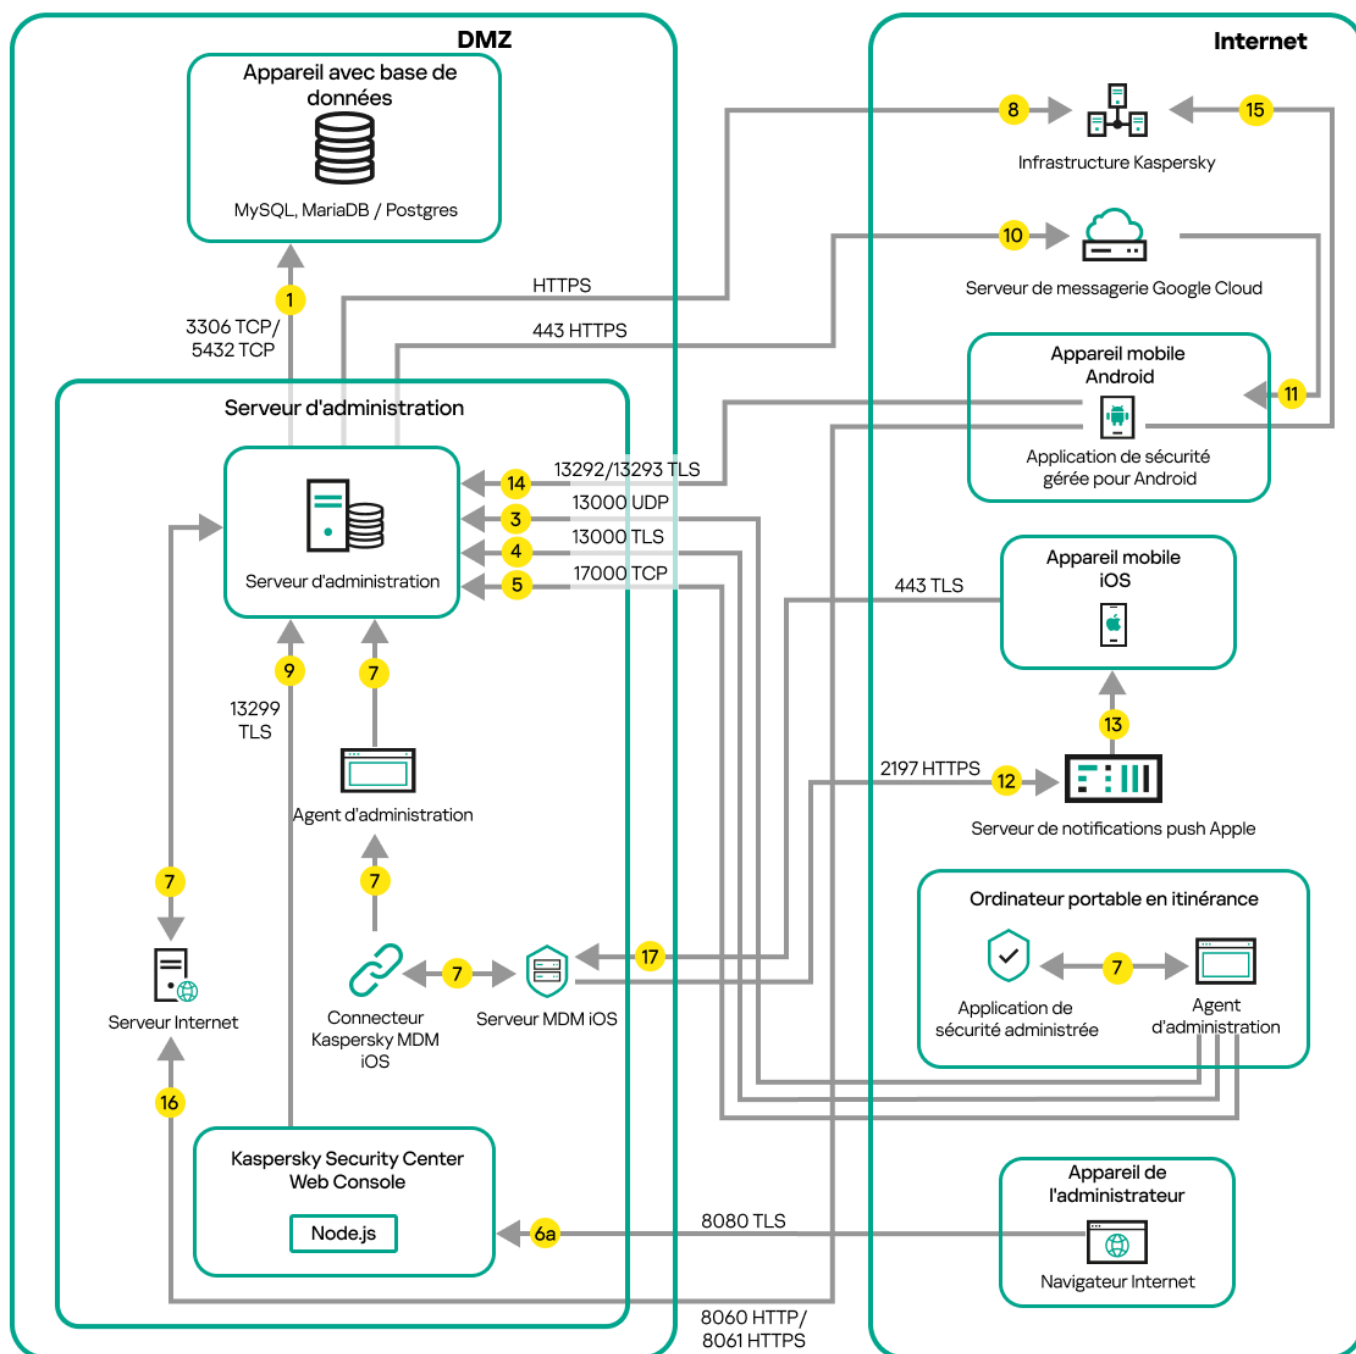 DMZ
Appareil avec base de
données
MySQL, MariaDB / Postgres
1
3306 TCP/
5432 TCP
HTTPS
443 HTTPS
Serveur d'administration
Serveur d'administration
14
13292/13293 TLS
3
13000 UDP
4
13000 TLS
5
17000 TCP
9
13299
TLS
7
Agent d'administration
7
7
7
Serveur Internet
Connecteur
Kaspersky MDM
iOS
Serveur MDM iOS
17
16
Kaspersky Security Center
Web Console
Node.js
6a
8080 TLS
8060 HTTP/
8061 HTTPS
Internet
8
15
Infrastructure Kaspersky
10
Serveur de messagerie Google Cloud
Appareil mobile
Android
11
Application de sécurité
gérée pour Android
Appareil mobile
iOS
443 TLS
13
2197 HTTPS
12
Serveur de notifications push Apple
Ordinateur portable en itinérance
7
Application de
sécurité administrée
Agent
d'administration
Appareil de
l'administrateur
Navigateur Internet